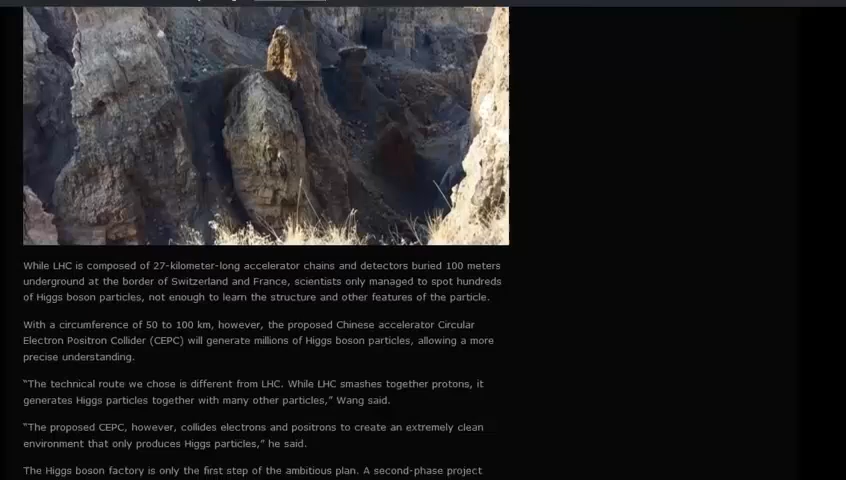 While LHC is composed of 27-kilometer-long accelerator chains and detectors buried 100 meters
underground at the border of Switzerland and France, scientists only managed to spot hundreds
of Higgs boson particles, not enough to learn the structure and other features of the particle.
With a circumference of 50 to 100 km, however, the proposed Chinese accelerator Circular
Electron Positron Collider (CEPC) will generate millions of Higgs boson particles, allowing a more
precise understanding.
“The technical route we chose is different from LHC. While LHC smashes together protons, it
generates Higgs particles together with many other particles,” Wang said.
“The proposed CEPC, however, collides electrons and positrons to create an extremely clean
environment that only produces Higgs particles,” he said.
The Higgs boson factory is only the first step of the ambitious plan. A second-phase project